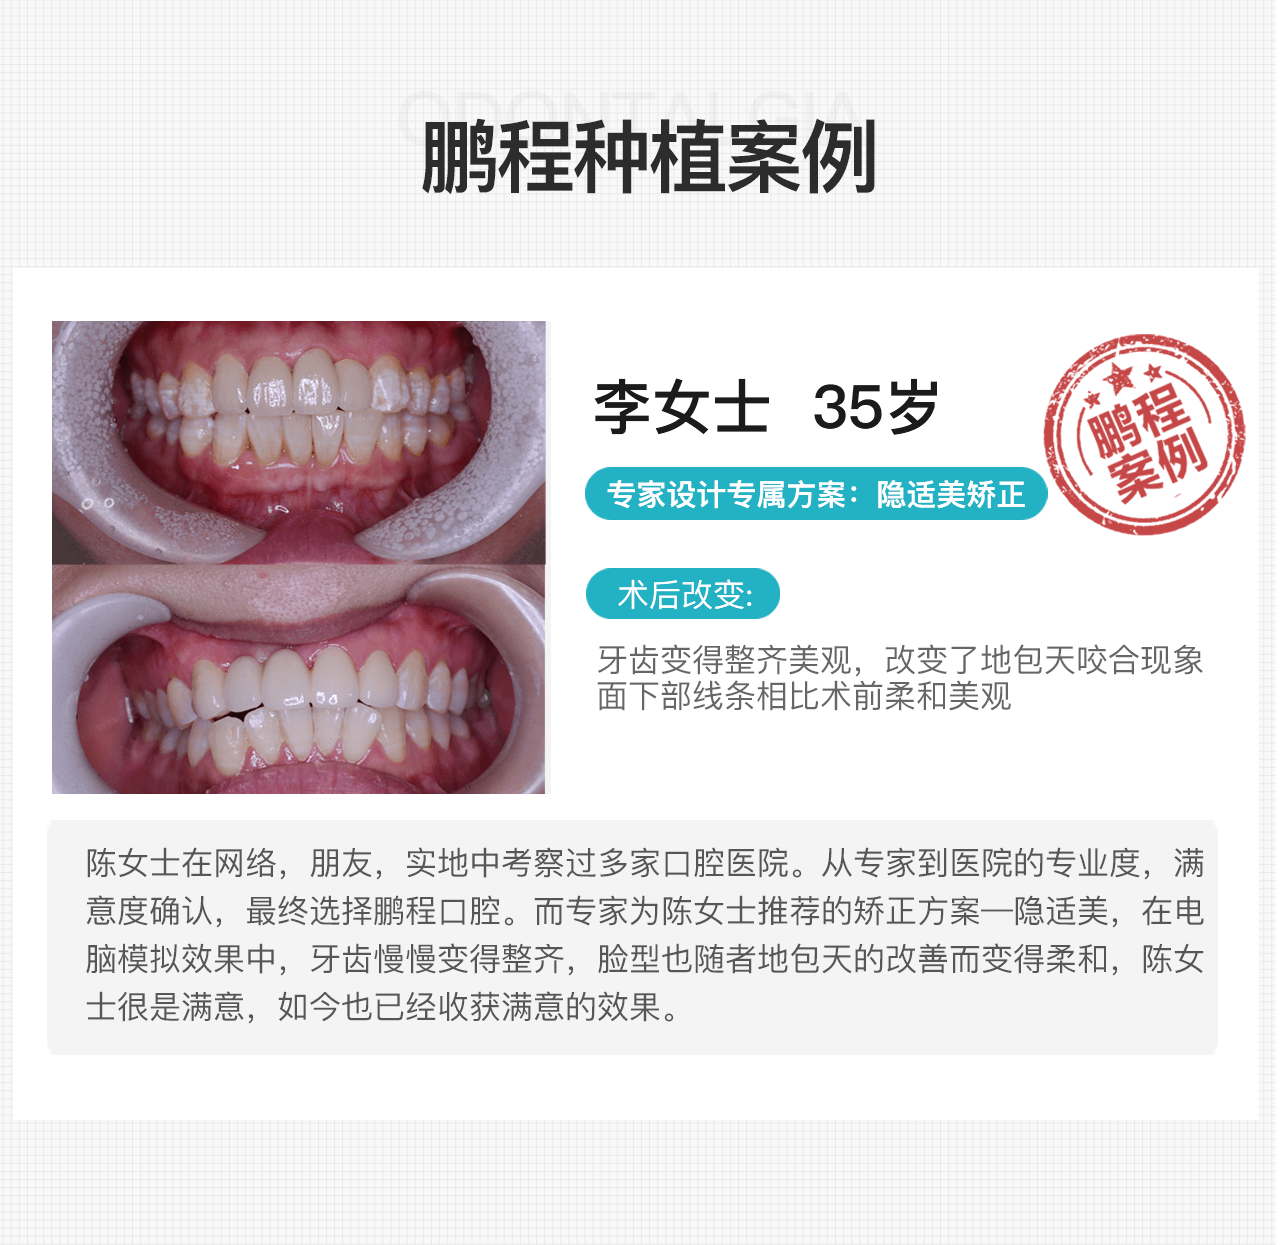 ODONTALGIA
鹏程种植案例
李女士 35岁
鹏程
案例
专家设计专属方案：隐适美矫正
术后改变:
牙齿变得整齐美观，改变了地包天咬合现象
面下部线条相比术前柔和美观
陈女士在网络，朋友，实地中考察过多家口腔医院。从专家到医院的专业度，满
意度确认，最终选择鹏程口腔。而专家为陈女士推荐的矫正方案—隐适美，在电
脑模拟效果中，牙齿慢慢变得整齐，脸型也随者地包天的改善而变得柔和，陈女
士很是满意，如今也已经收获满意的效果。